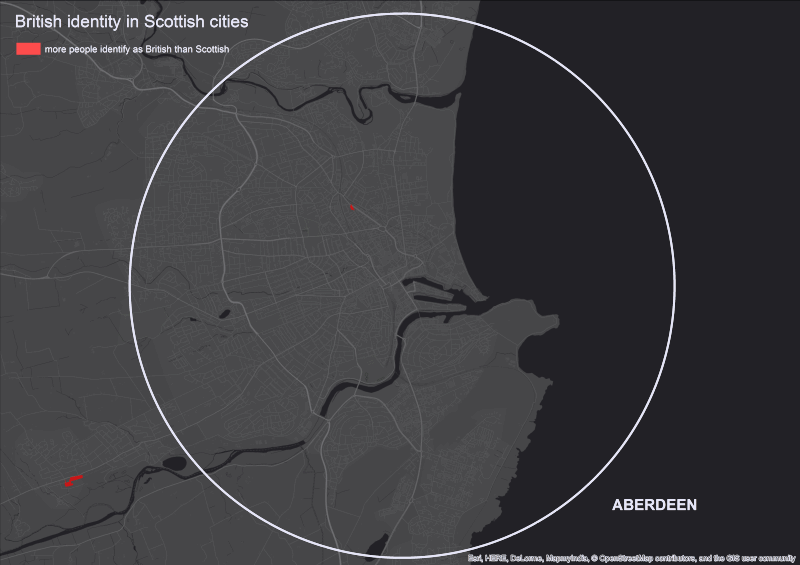 British identity in Scottish cities
more people identify as British than Scottish
ABERDEEN
Esri, HERE, DeLorme, MapmyIndia, © OpenStreetMap contributors, and the GIS user community